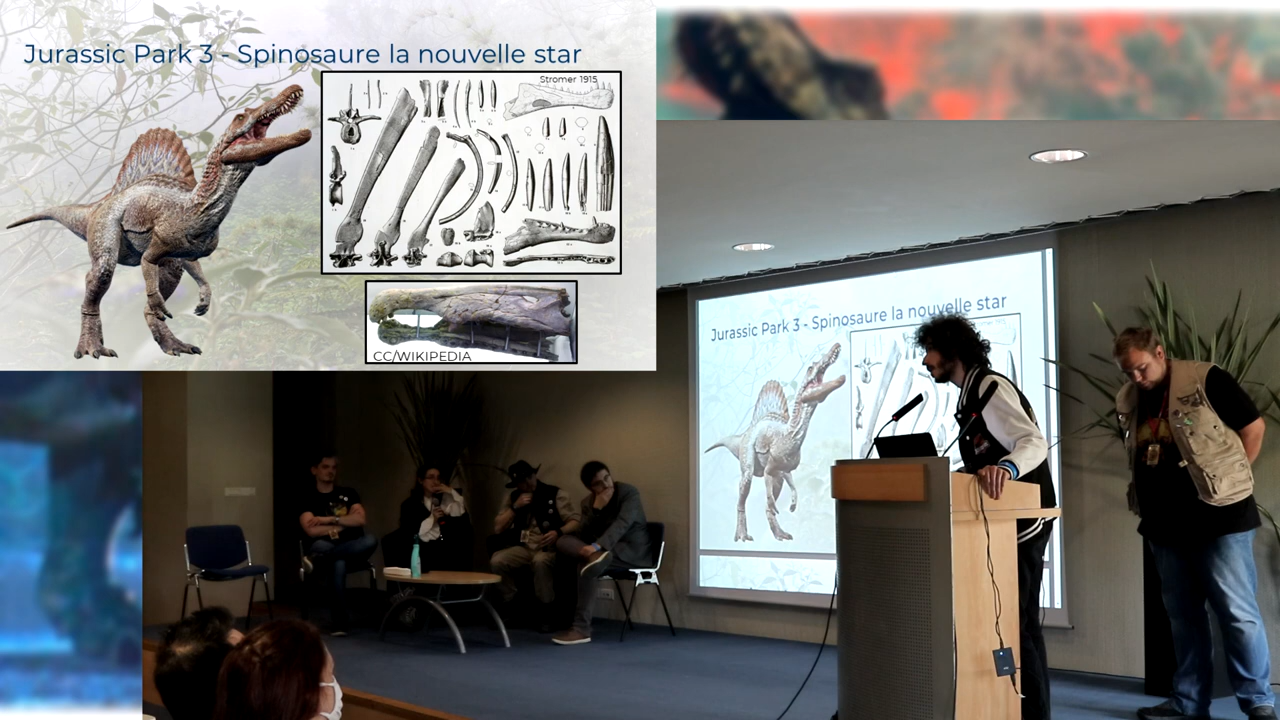 Jurassic Park 3 - Spinosaure la nouvelle star
Stromer 1915
CC/WIKIPEDIA
Jurassic Park 3 - Spinosaure la nouvelle star